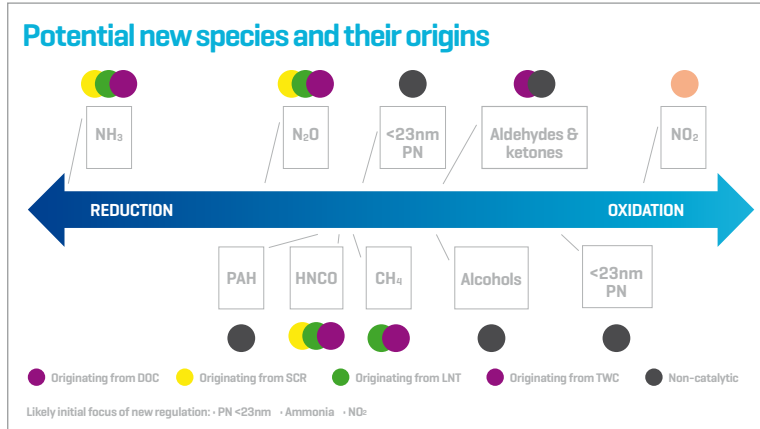 Potential new species and their origins
NH₃
N₂O
<23nm
PN
Aldehydes &
ketones
NO₂
REDUCTION
OXIDATION
PAH
HNCO
CH₄
Alcohols
<23nm
PN
Originating from DOC
Originating from SCR
Originating from LNT
Originating from TWC
Non-catalytic
Likely initial focus of new regulation: · PN <23nm · Ammonia · NO²